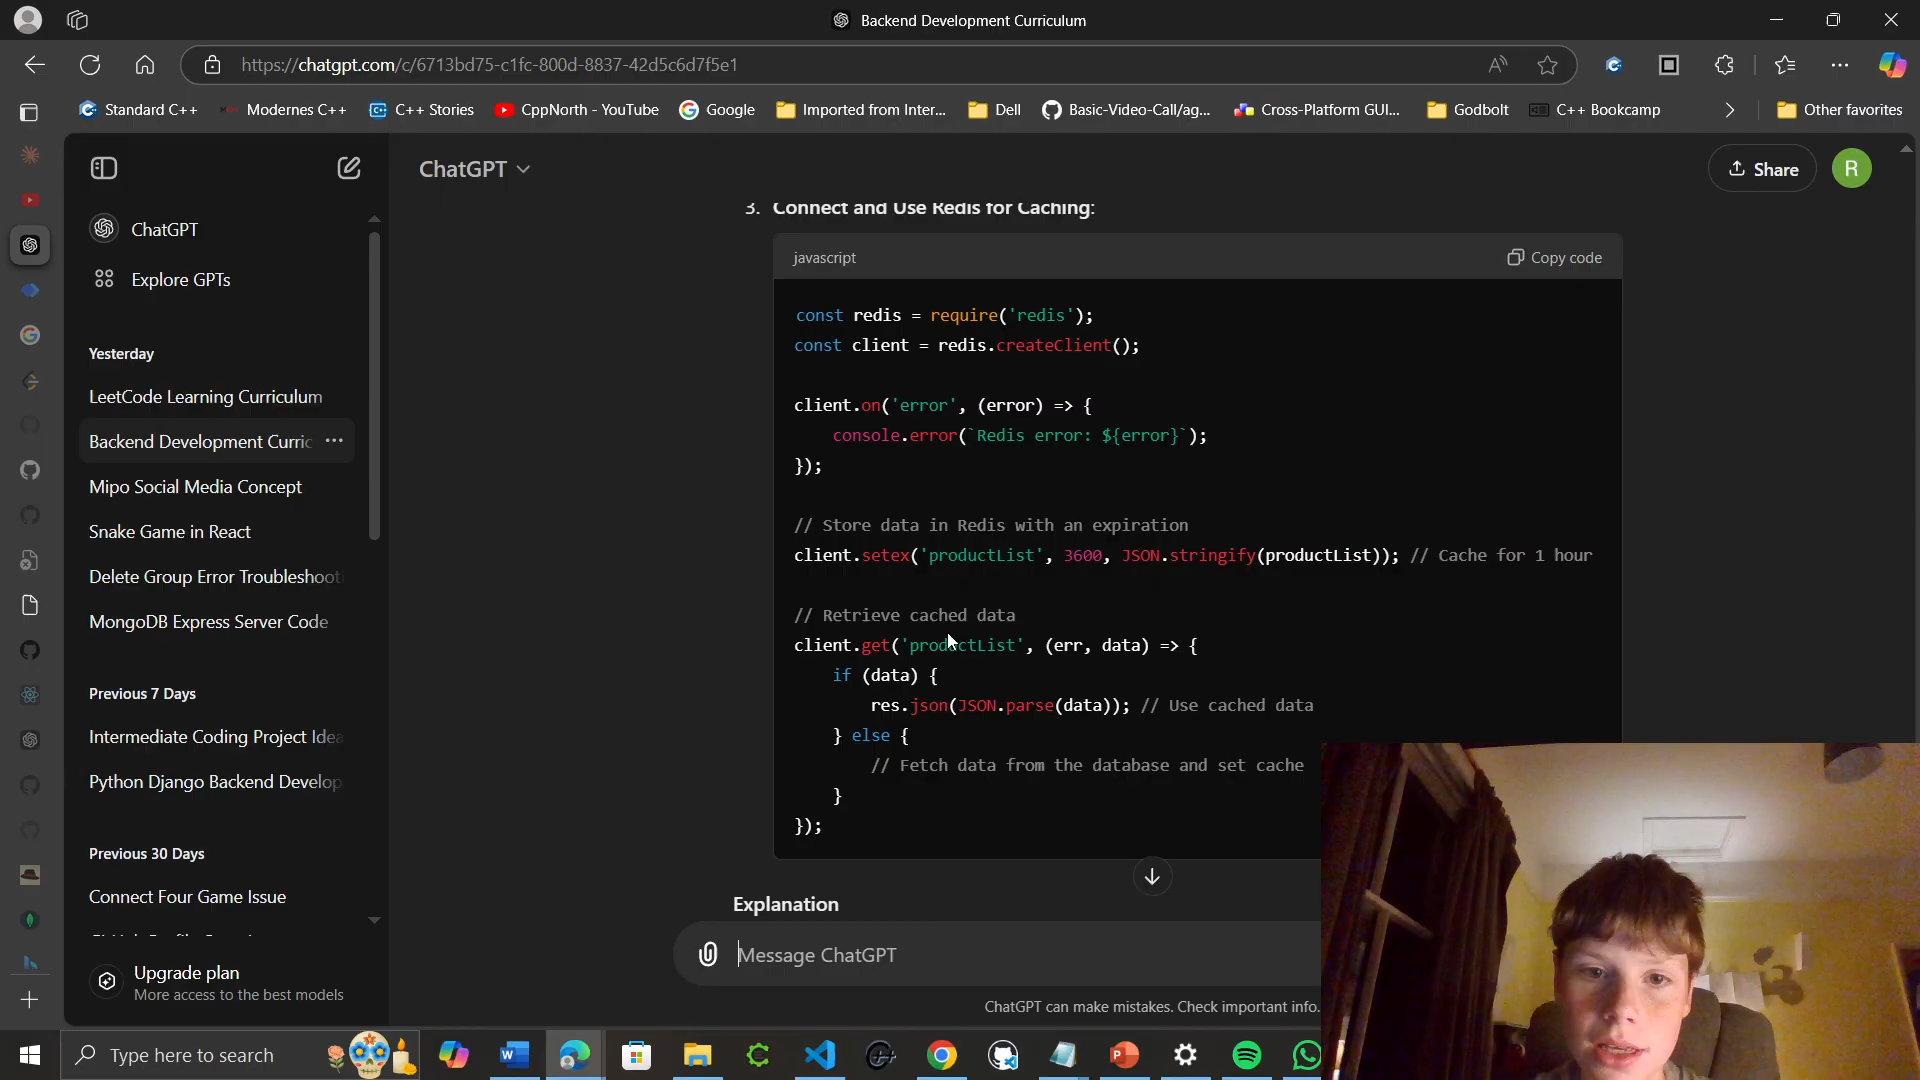 Backend Development Curriculum
https://chatgpt.com/c/6713bd75-c1fc-800d-8837-42d5c6d7f5e1
Standard C++
Modernes C++
C++ Stories
CppNorth - YouTube
Google
Imported from Inter...
Dell
Basic-Video-Call/ag...
Cross-Platform GUI...
Godbolt
C++ Bookcamp
Other favorites
ChatGPT
Share
R
ChatGPT
Explore GPTs
Yesterday
LeetCode Learning Curriculum
Backend Development Curric
Mipo Social Media Concept
Snake Game in React
Delete Group Error Troubleshoot
MongoDB Express Server Code
Previous 7 Days
Intermediate Coding Project Idea
Python Django Backend Develop
Previous 30 Days
Connect Four Game Issue
Upgrade plan
More access to the best models
3. Connect and Use Redis for Caching:
javascript
Copy code
const redis = require('redis');
const client = redis.createClient();
client.on('error', (error) => {
console.error(`Redis error: ${error}`);
});
// Store data in Redis with an expiration
client.setex('productList', 3600, JSON.stringify(productList)); // Cache for 1 hour
// Retrieve cached data
client.get('productList', (err, data) => {
if (data) {
res.json(JSON.parse(data)); // Use cached data
} else {
// Fetch data from the database and set cache
}
});
Explanation
Message ChatGPT
ChatGPT can make mistakes. Check important info.
Type here to search